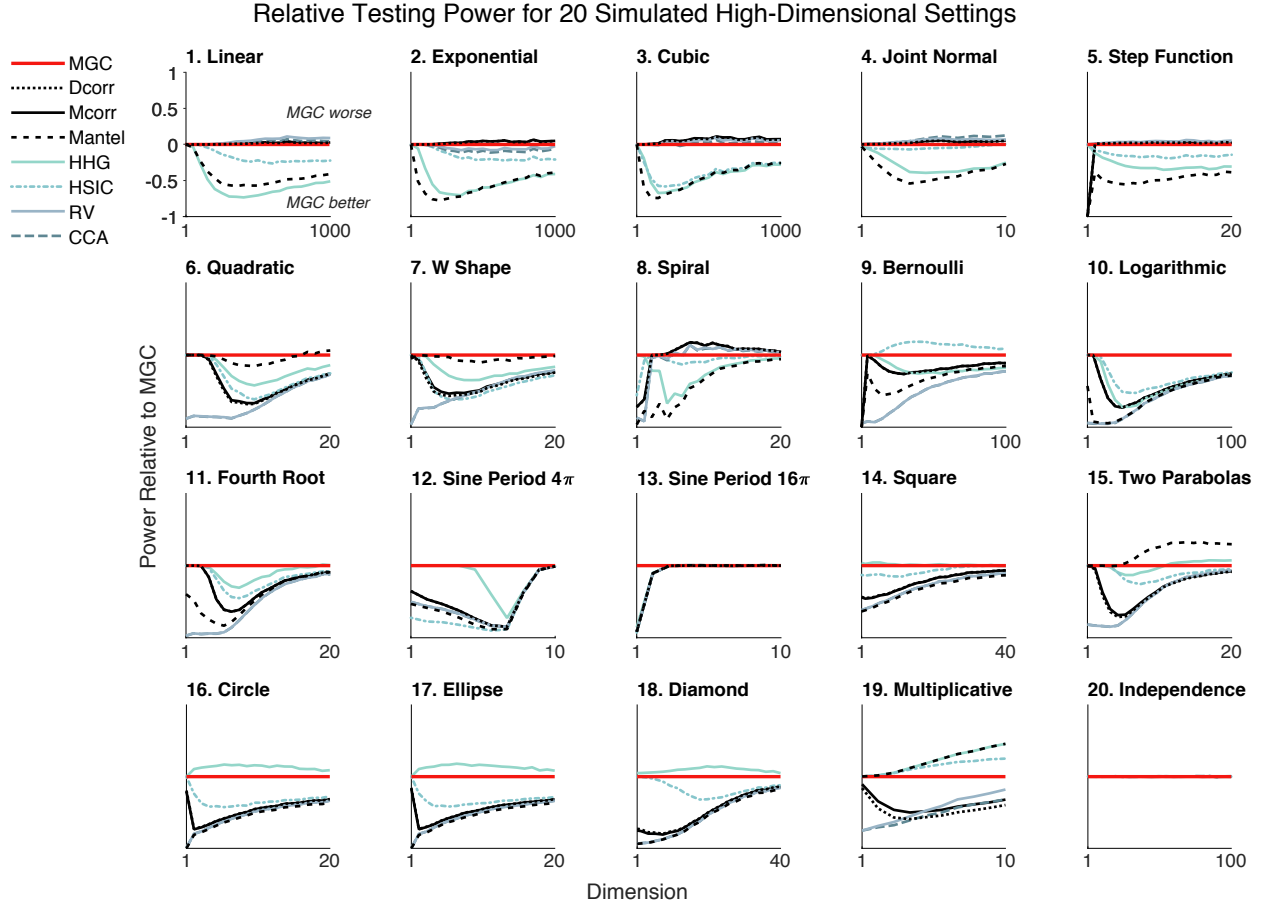 Relative Testing Power for 20 Simulated High-Dimensional Settings
MGC
Dcorr
Mcorr
Mantel
HHG
HSIC
RV
CCA
1. Linear
2. Exponential
3. Cubic
4. Joint Normal
5. Step Function
1
0.5
0
-0.5
-1
MGC worse
MGC better
1 1000
1 1000
1 1000
1 10
1 20
6. Quadratic
7. W Shape
8. Spiral
9. Bernoulli
10. Logarithmic
1 20
1 20
1 20
1 100
1 100
Power Relative to MGC
11. Fourth Root
12. Sine Period 4π
13. Sine Period 16π
14. Square
15. Two Parabolas
1 20
1 10
1 10
1 40
1 20
16. Circle
17. Ellipse
18. Diamond
19. Multiplicative
20. Independence
1 20
1 20
1 40
1 10
1 100
Dimension